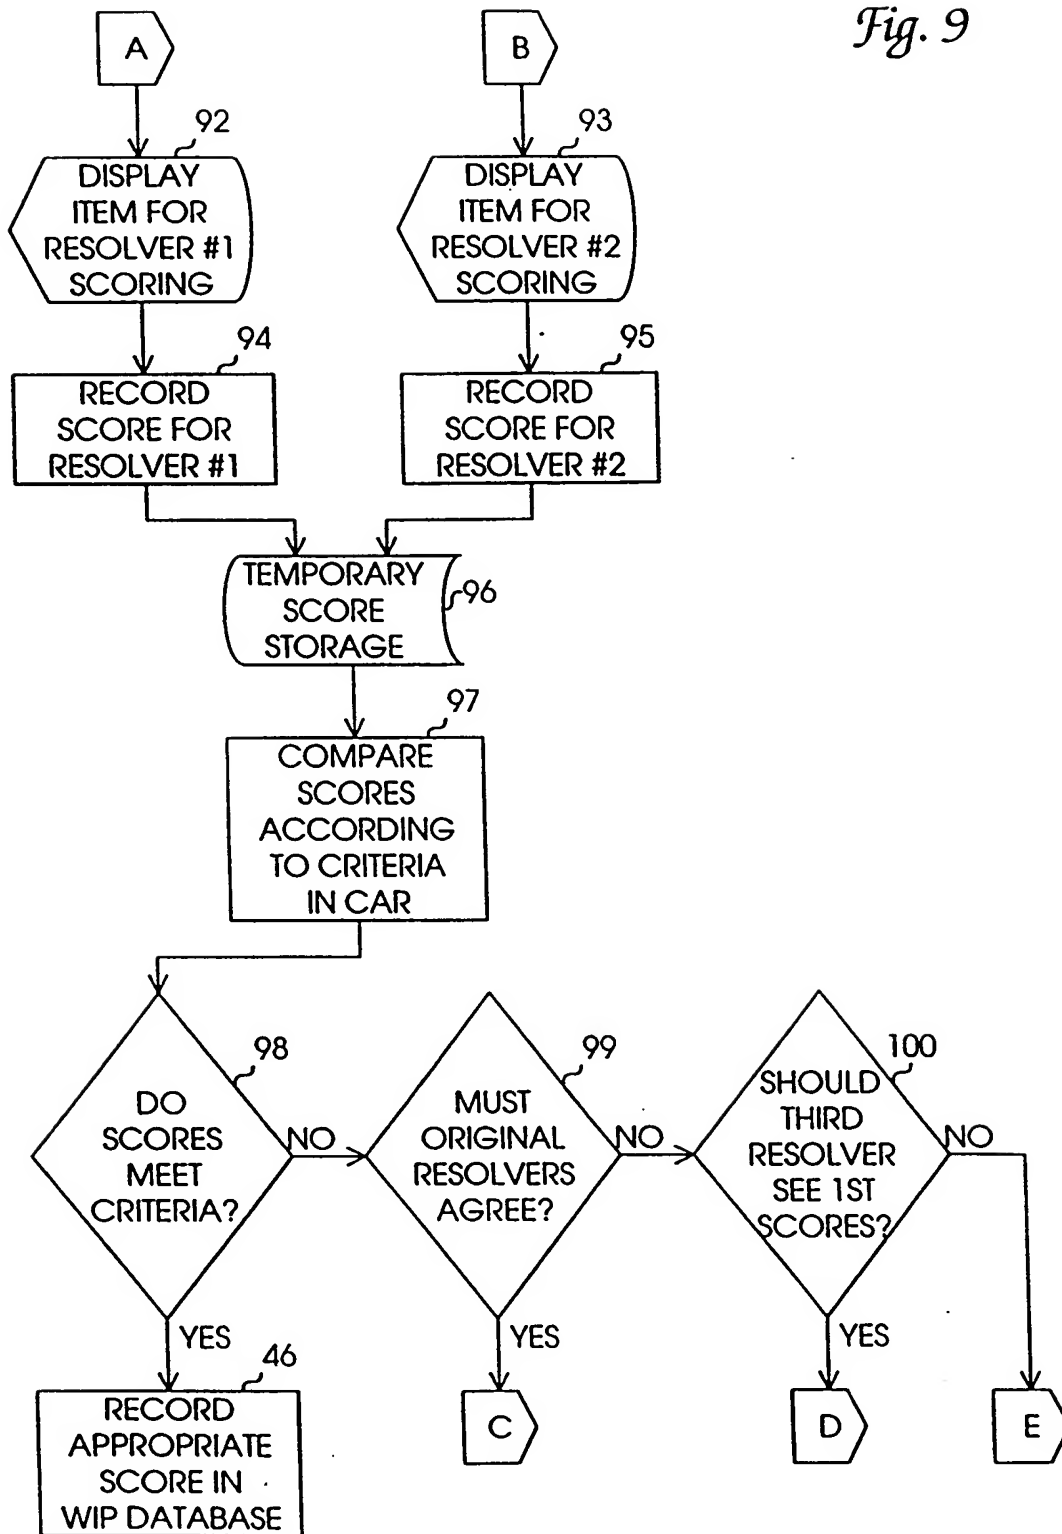 Fig. 9
A
B
92
DISPLAY
ITEM FOR
RESOLVER #1
SCORING
93
DISPLAY
ITEM FOR
RESOLVER #2
SCORING
94
RECORD
SCORE FOR
RESOLVER #1
95
RECORD
SCORE FOR
RESOLVER #2
TEMPORARY
SCORE
STORAGE
96
97
COMPARE
SCORES
ACCORDING
TO CRITERIA
IN CAR
98
DO
SCORES
MEET
CRITERIA?
NO
YES
99
MUST
ORIGINAL
RESOLVERS
AGREE?
NO
YES
100
SHOULD
THIRD
RESOLVER
SEE 1ST
SCORES?
NO
YES
46
RECORD
APPROPRIATE
SCORE IN
WIP DATABASE
C
D
E